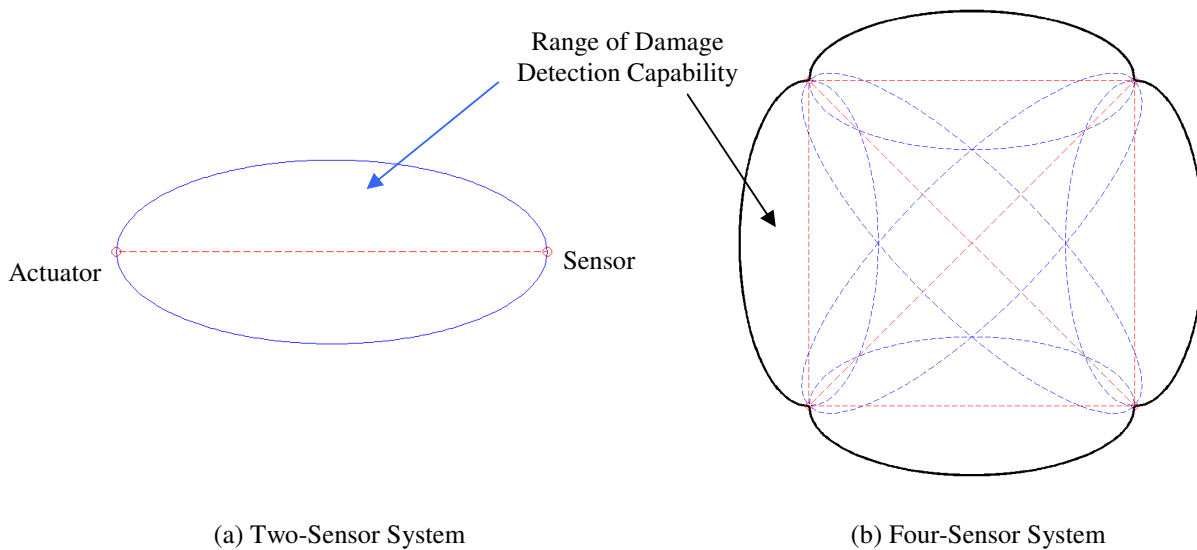 Range of Damage
Detection Capability
Actuator
Sensor
(a) Two-Sensor System
(b) Four-Sensor System